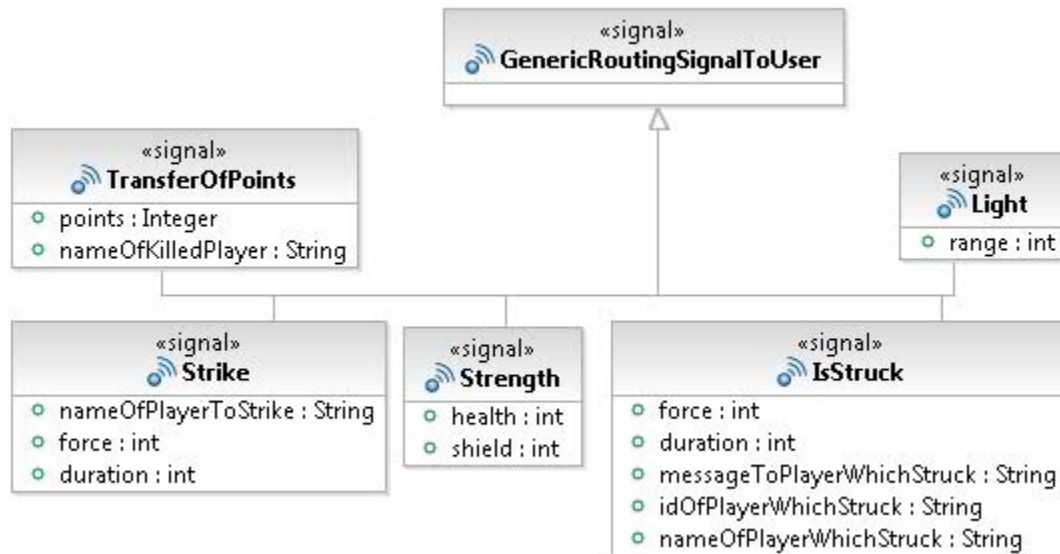 «signal»
GenericRoutingSignalToUser
«signal»
TransferOfPoints
points : Integer
nameOfKilledPlayer : String
«signal»
Light
range : int
«signal»
Strike
nameOfPlayerToStrike : String
force : int
duration : int
«signal»
Strength
health : int
shield : int
«signal»
IsStruck
force : int
duration : int
messageToPlayerWhichStruck : String
idOfPlayerWhichStruck : String
nameOfPlayerWhichStruck : String